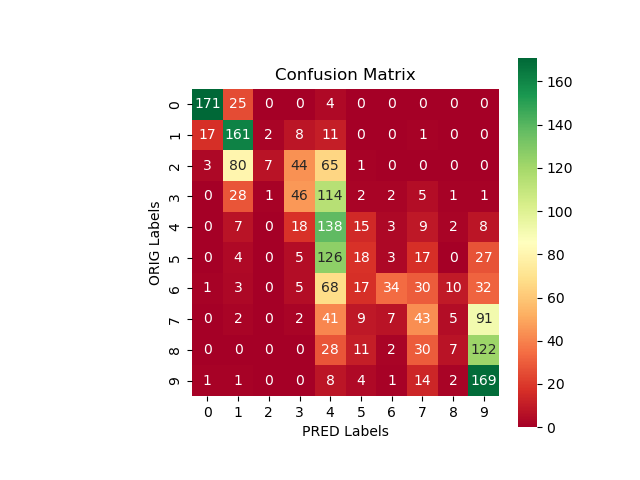 Confusion Matrix
ORIG Labels
0 171 25 0 0 4 0 0 0 0 0
1 17 161 2 8 11 0 0 1 0 0
2 3 80 7 44 65 1 0 0 0 0
3 0 28 1 46 114 2 2 5 1 1
4 0 7 0 18 138 15 3 9 2 8
5 0 4 0 5 126 18 3 17 0 27
6 1 3 0 5 68 17 34 30 10 32
7 0 2 0 2 41 9 7 43 5 91
8 0 0 0 0 28 11 2 30 7 122
9 1 1 0 0 8 4 1 14 2 169
0 1 2 3 4 5 6 7 8 9
PRED Labels
160
140
120
100
80
60
40
20
0